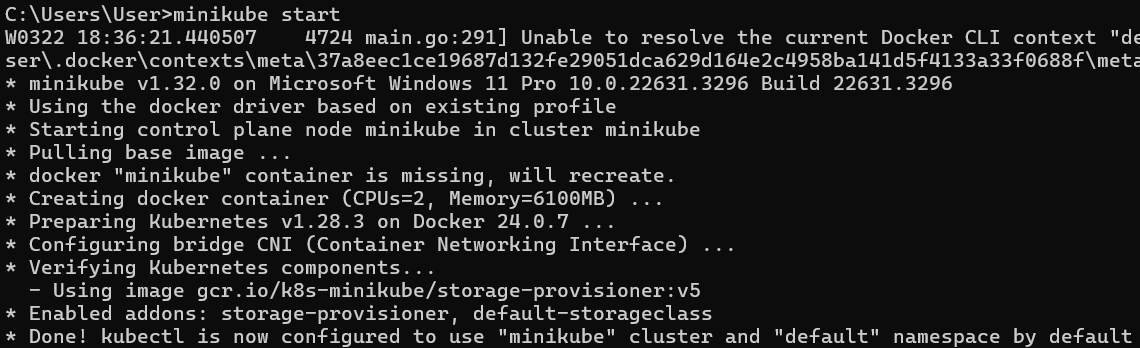 C:\Users\User>minikube start
W0322 18:36:21.440507    4724 main.go:291] Unable to resolve the current Docker CLI context "de
ser\.docker\contexts\meta\37a8eec1ce19687d132fe29051dca629d164e2c4958ba141d5f4133a33f0688f\meta
* minikube v1.32.0 on Microsoft Windows 11 Pro 10.0.22631.3296 Build 22631.3296
* Using the docker driver based on existing profile
* Starting control plane node minikube in cluster minikube
* Pulling base image ...
* docker "minikube" container is missing, will recreate.
* Creating docker container (CPUs=2, Memory=6100MB) ...
* Preparing Kubernetes v1.28.3 on Docker 24.0.7 ...
* Configuring bridge CNI (Container Networking Interface) ...
* Verifying Kubernetes components...
  - Using image gcr.io/k8s-minikube/storage-provisioner:v5
* Enabled addons: storage-provisioner, default-storageclass
* Done! kubectl is now configured to use "minikube" cluster and "default" namespace by default